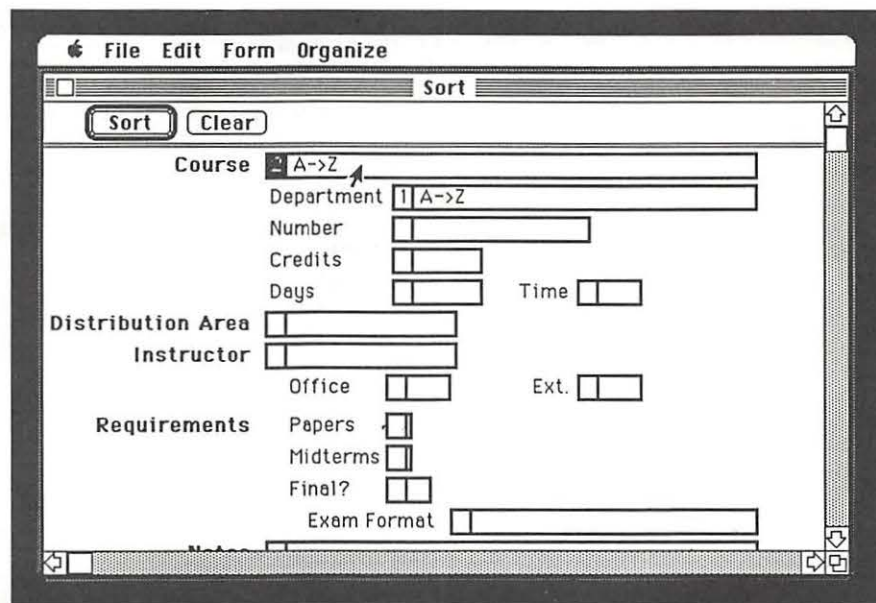 File Edit Form Organize
Sort
Sort Clear
Course 2 A->Z
Department 1 A->Z
Number
Credits
Days Time
Distribution Area
Instructor
Office Ext.
Requirements Papers
Midterms
Final?
Exam Format
Notes